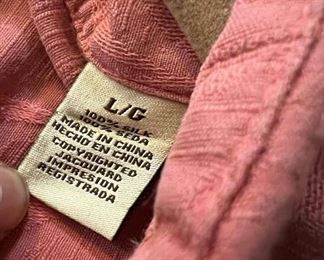 L/G
100% SILK
100% SEDA
MADE IN CHINA
HECHO EN CHINA
COPYRIGHTED
JACQUARD
IMPRESION
REGISTRADA